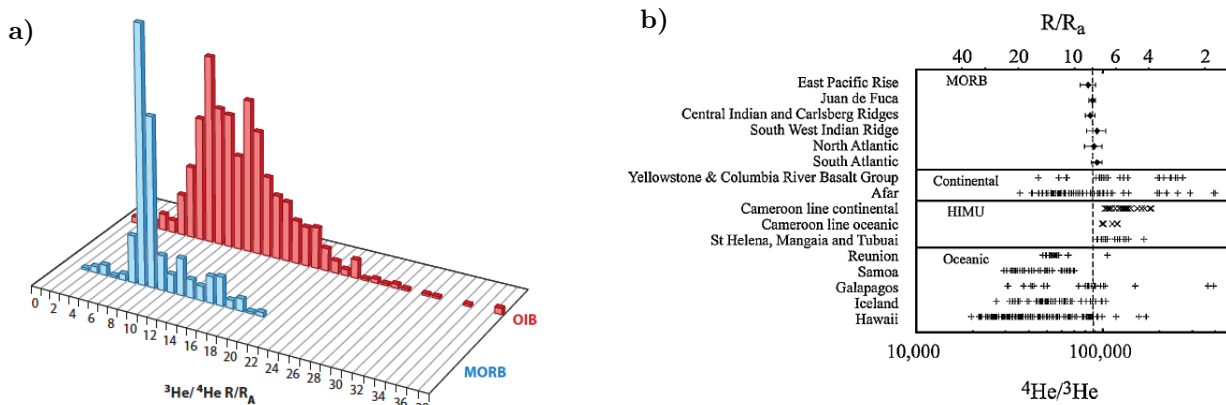 a)
0 2 4 6 8 10 12 14 16 18 20 22 24 26 28 30 32 34 36 38
OIB
MORB
³He/ ⁴He R/R_A
b)
R/R_a
40 20 10 6 4 2
East Pacific Rise
MORB
Juan de Fuca
Central Indian and Carlsberg Ridges
South West Indian Ridge
North Atlantic
South Atlantic
Yellowstone & Columbia River Basalt Group
Continental
Afar
Cameroon line continental
HIMU
Cameroon line oceanic
St Helena, Mangaia and Tubuai
Reunion
Oceanic
Samoa
Galapagos
Iceland
Hawaii
10,000 100,000
⁴He/³He